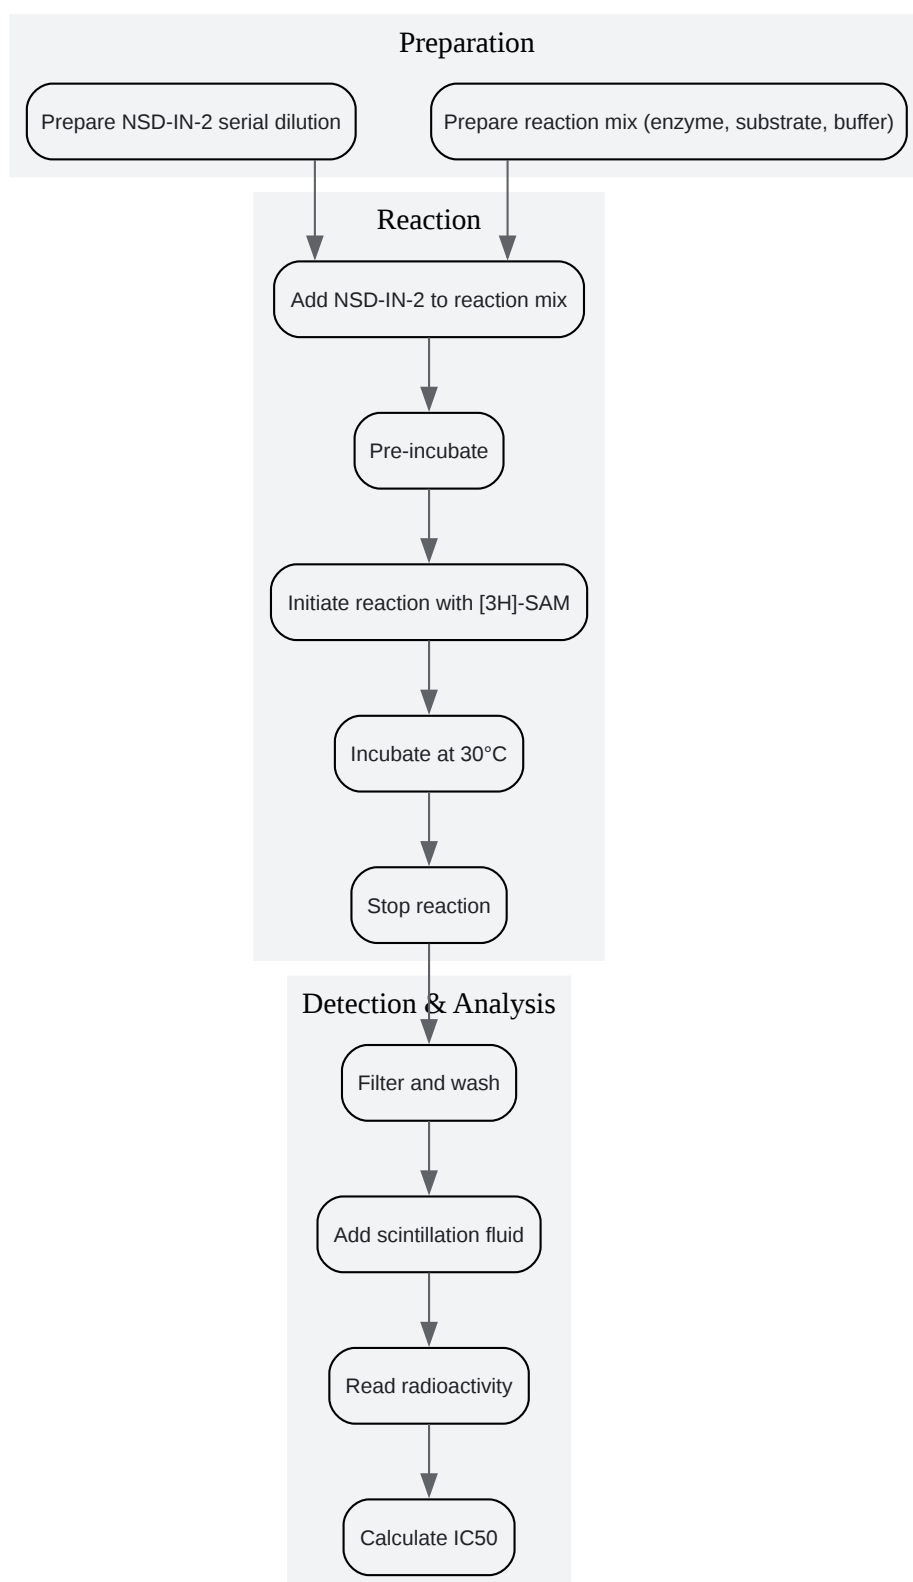 Preparation
Prepare NSD-IN-2 serial dilution
Prepare reaction mix (enzyme, substrate, buffer)
Reaction
Add NSD-IN-2 to reaction mix
Pre-incubate
Initiate reaction with [3H]-SAM
Incubate at 30°C
Stop reaction
Detection & Analysis
Filter and wash
Add scintillation fluid
Read radioactivity
Calculate IC50